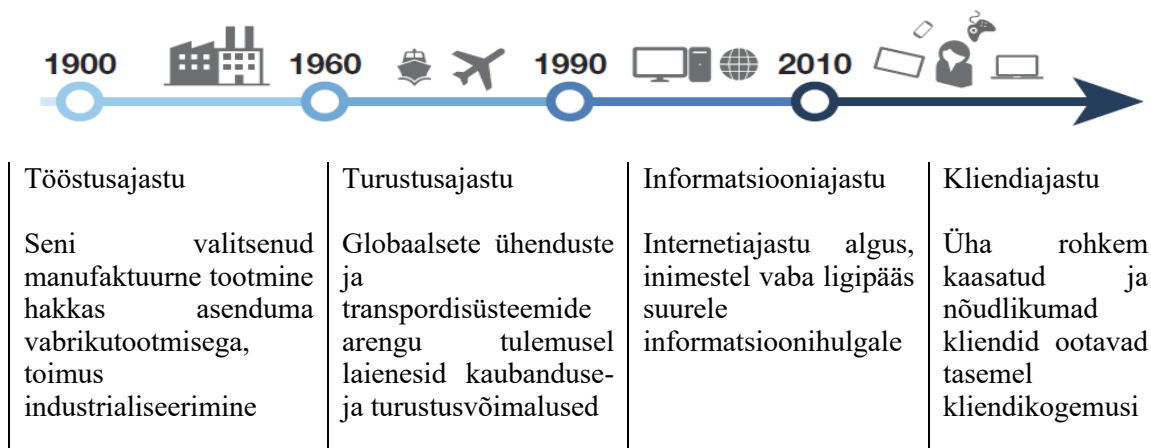 1900
1960
1990
2010
Tööstusajastu
Seni valitsenud
manufaktuurne tootmine
hakkas asenduma
vabrikutootmisega,
toimus
industrialiseerimine
Turustusajastu
Globaalsete ühenduste
ja
transpordisüsteemide
arengu tulemusel
laienesid kaubanduse-
ja turustusvõimalused
Informatsiooniajastu
Internetiajastu algus,
inimestel vaba ligipääs
suurele
informatsioonihulgale
Kliendiajastu
Üha rohkem
kaasatud ja
nõudlikumad
kliendid ootavad
tasemel
kliendikogemusi